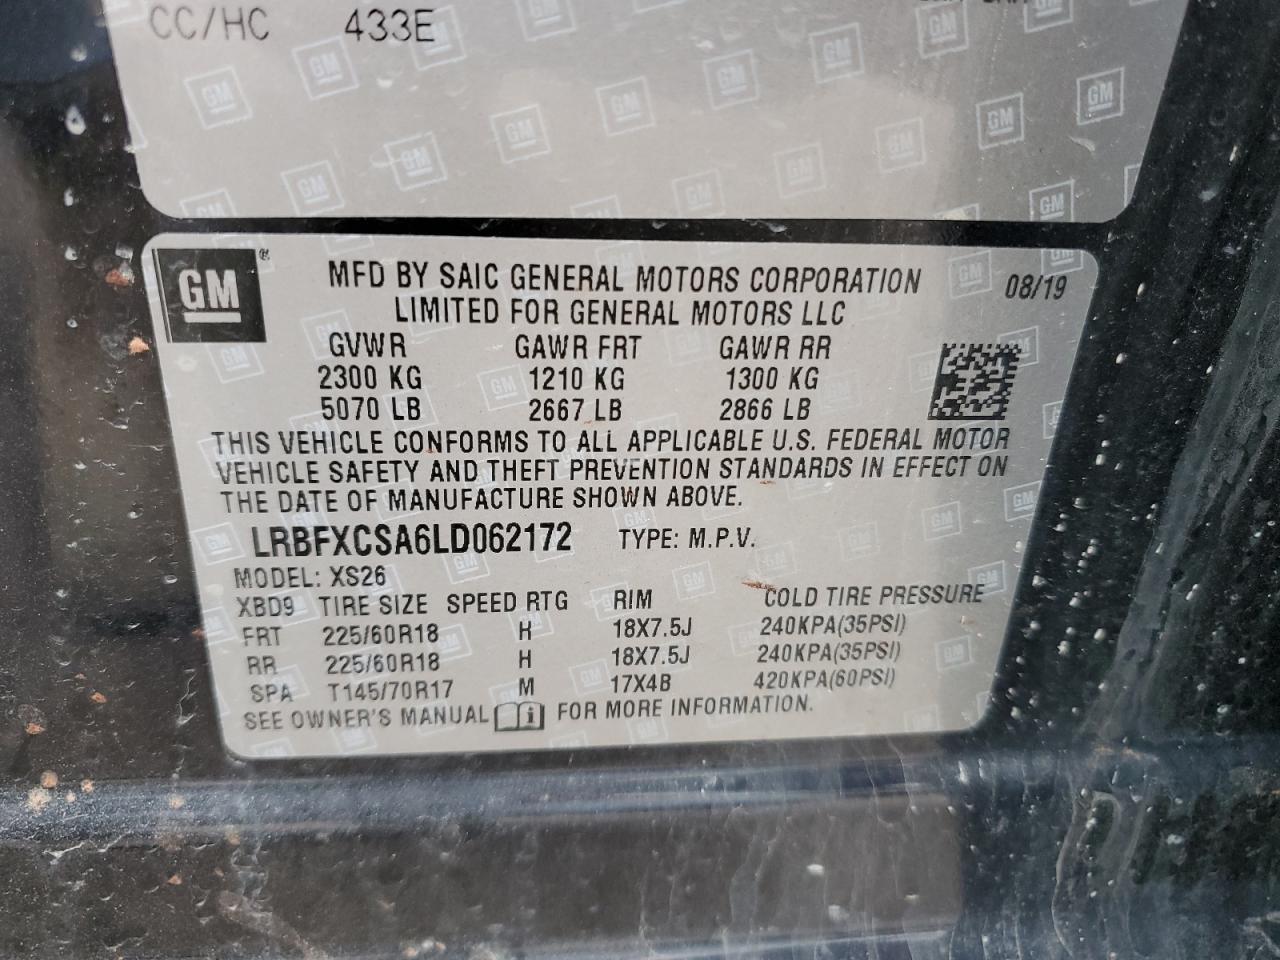 CC/HC 433E
GM
MFD BY SAIC GENERAL MOTORS CORPORATION 08/19
LIMITED FOR GENERAL MOTORS LLC
GVWR GAWR FRT GAWR RR
2300 KG 1210 KG 1300 KG
5070 LB 2667 LB 2866 LB
THIS VEHICLE CONFORMS TO ALL APPLICABLE U.S. FEDERAL MOTOR
VEHICLE SAFETY AND THEFT PREVENTION STANDARDS IN EFFECT ON
THE DATE OF MANUFACTURE SHOWN ABOVE.
LRBFXCSA6LD062172 TYPE: M.P.V.
MODEL: XS26
XBD9 TIRE SIZE SPEED RTG RIM COLD TIRE PRESSURE
FRT 225/60R18 H 18X7.5J 240KPA(35PSI)
RR 225/60R18 H 18X7.5J 240KPA(35PSI)
SPA T145/70R17 M 17X4B 420KPA(60PSI)
SEE OWNER'S MANUAL FOR MORE INFORMATION.